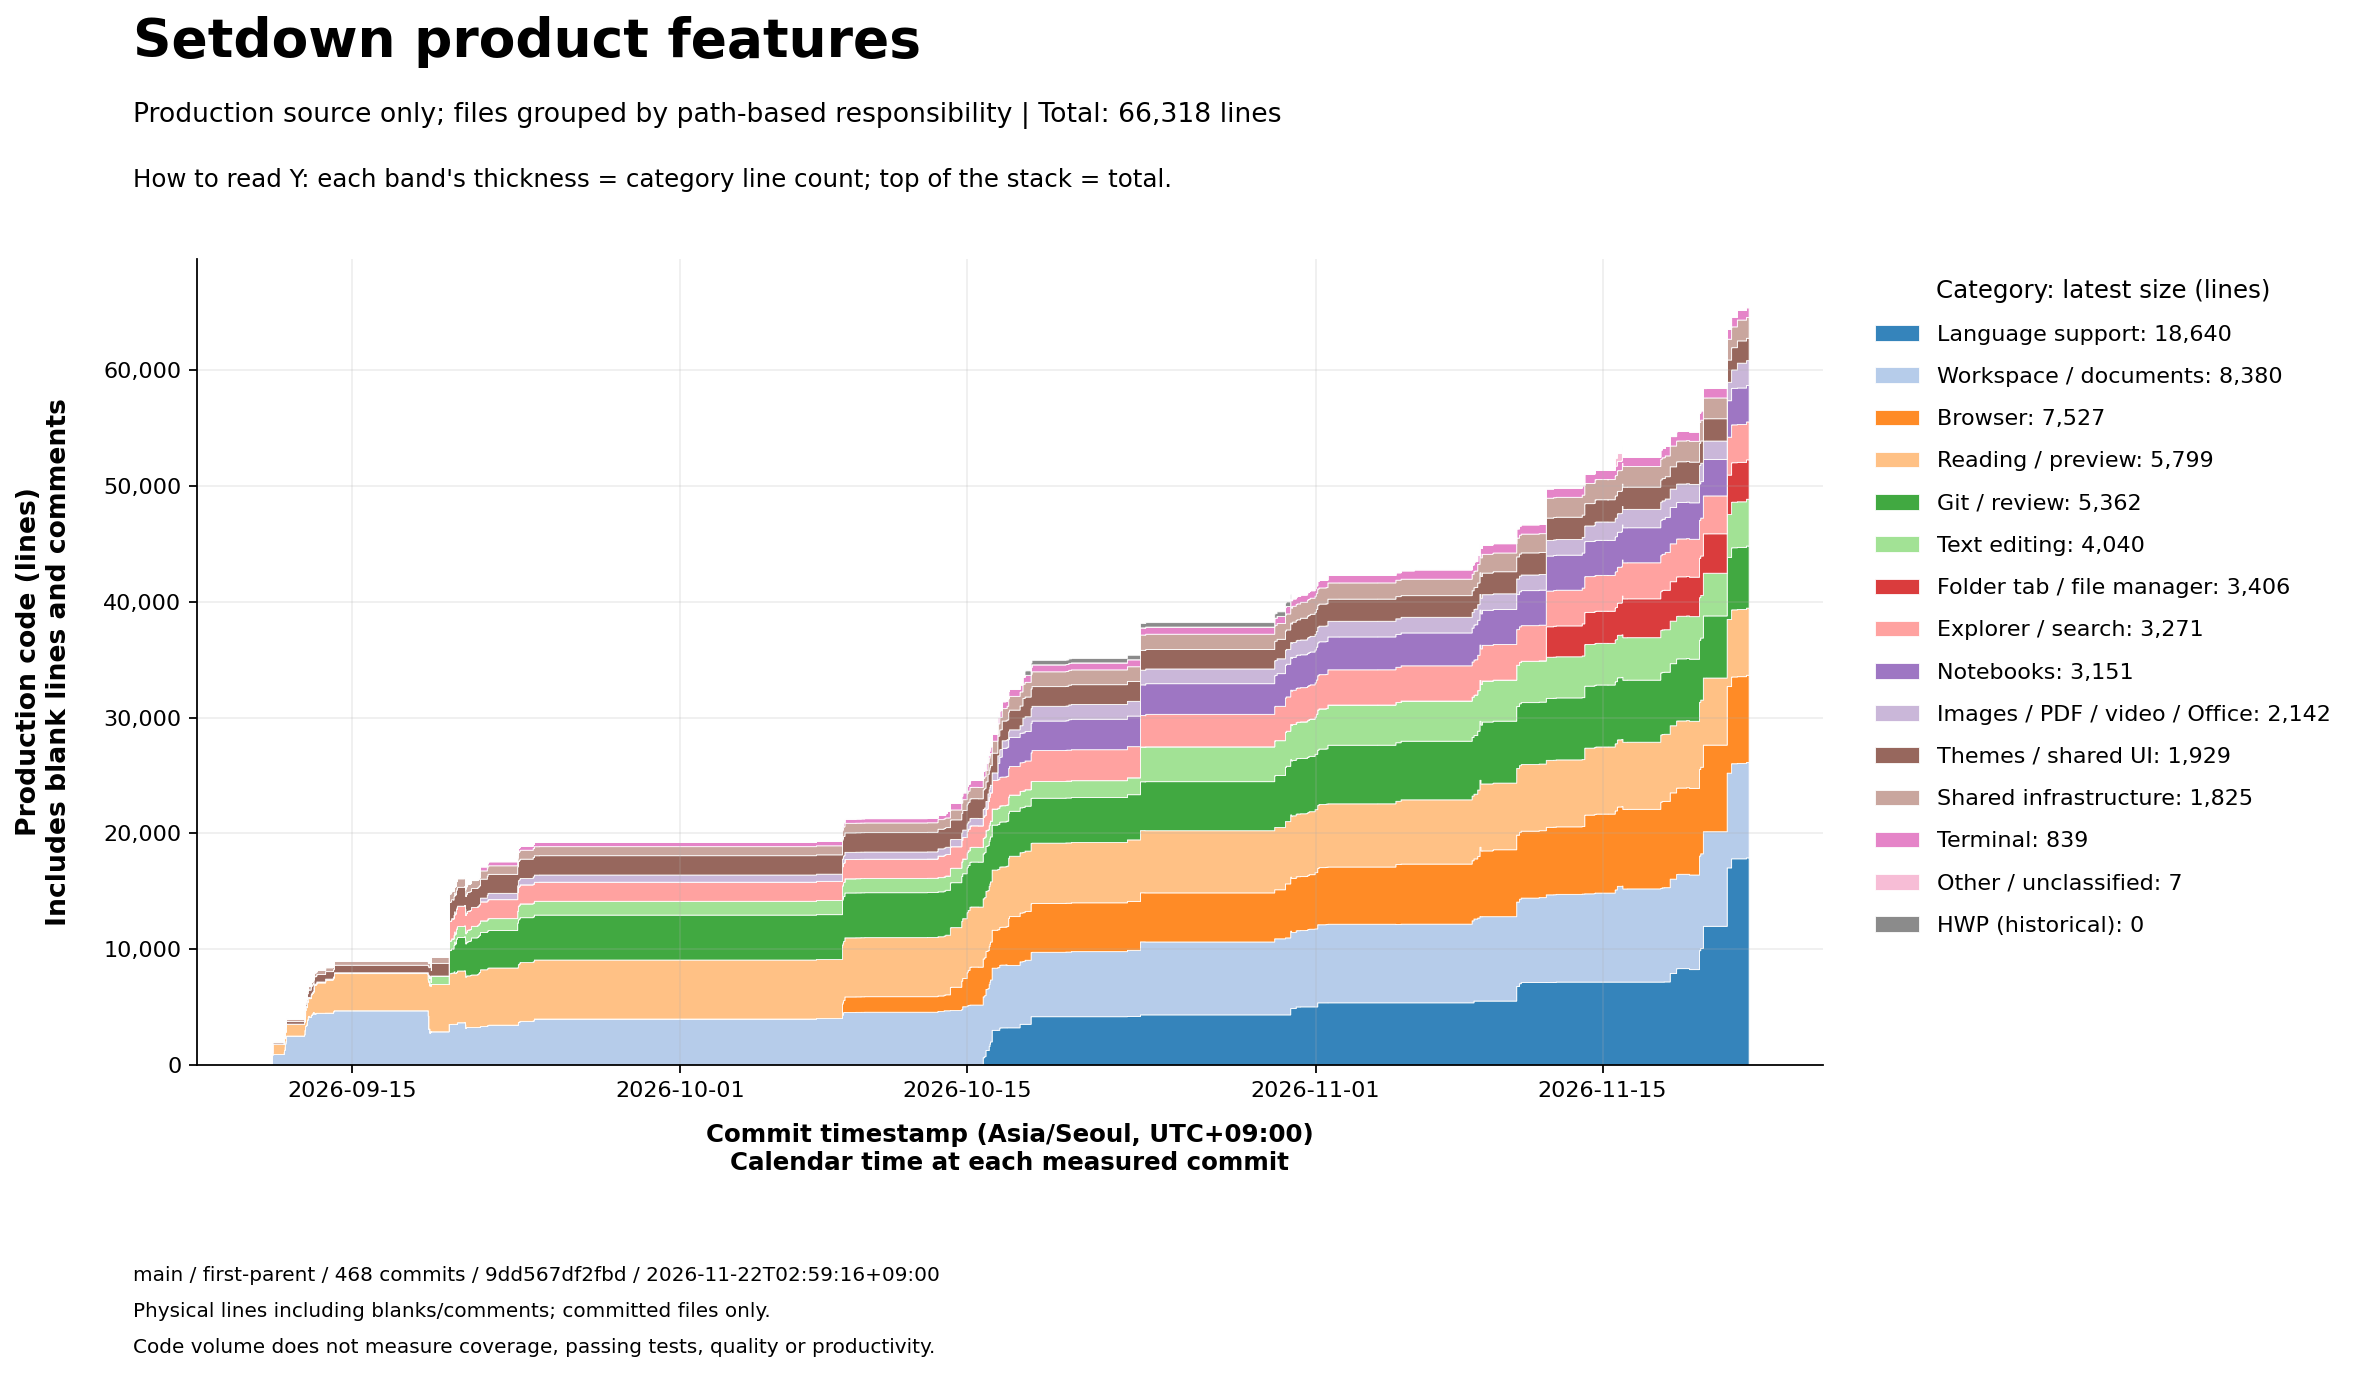 Setdown product features
Production source only; files grouped by path-based responsibility | Total: 66,318 lines
How to read Y: each band's thickness = category line count; top of the stack = total.
Production code (lines)
Includes blank lines and comments
60,000
50,000
40,000
30,000
20,000
10,000
0
2026-09-15
2026-10-01
2026-10-15
2026-11-01
2026-11-15
Commit timestamp (Asia/Seoul, UTC+09:00)
Calendar time at each measured commit
Category: latest size (lines)
Language support: 18,640
Workspace / documents: 8,380
Browser: 7,527
Reading / preview: 5,799
Git / review: 5,362
Text editing: 4,040
Folder tab / file manager: 3,406
Explorer / search: 3,271
Notebooks: 3,151
Images / PDF / video / Office: 2,142
Themes / shared UI: 1,929
Shared infrastructure: 1,825
Terminal: 839
Other / unclassified: 7
HWP (historical): 0
main / first-parent / 468 commits / 9dd567df2fbd / 2026-11-22T02:59:16+09:00
Physical lines including blanks/comments; committed files only.
Code volume does not measure coverage, passing tests, quality or productivity.